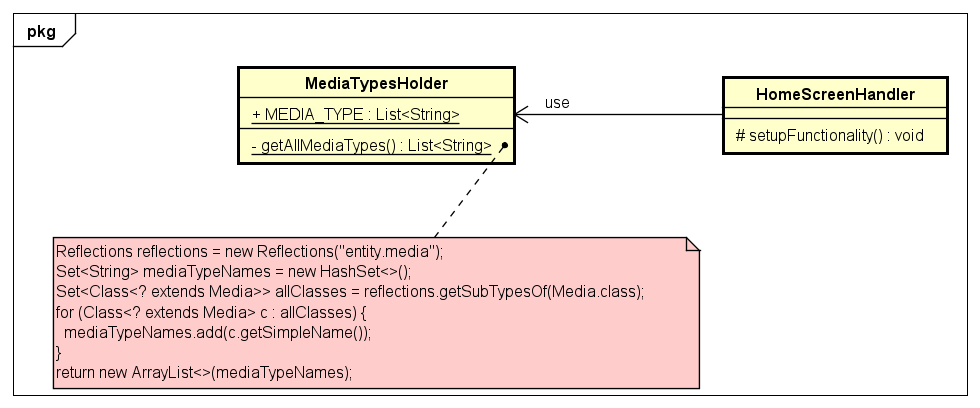 pkg
MediaTypesHolder
+ MEDIA_TYPE : List<String>
- getAllMediaTypes() : List<String>
use
HomeScreenHandler
# setupFunctionality() : void
Reflections reflections = new Reflections("entity.media");
Set<String> mediaTypeNames = new HashSet<>();
Set<Class<? extends Media>> allClasses = reflections.getSubTypesOf(Media.class);
for (Class<? extends Media> c : allClasses) {
  mediaTypeNames.add(c.getSimpleName());
}
return new ArrayList<>(mediaTypeNames);